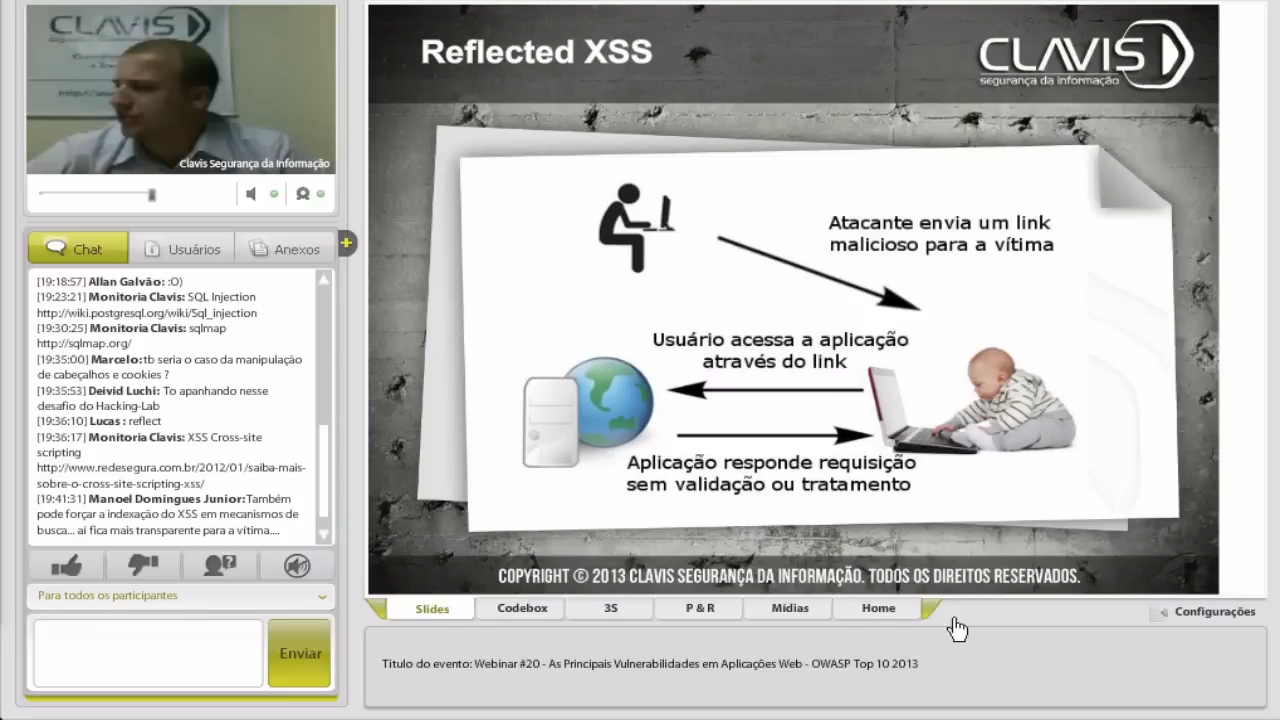 CLAVIS
Clavis Segurança da Informação
Chat
Usuários
Anexos
[19:18:57] Allan Galvão: :O)
[19:23:21] Monitoria Clavis: SQL Injection
http://wiki.postgresql.org/wiki/Sql_injection
[19:30:25] Monitoria Clavis: sqlmap
http://sqlmap.org/
[19:35:00] Marcelo: tb seria o caso da manipulação
de cabeçalhos e cookies ?
[19:35:53] Deivid Luchi: To apanhando nesse
desafio do Hacking-Lab
[19:36:10] Lucas : reflect
[19:36:17] Monitoria Clavis: XSS Cross-site
scripting
http://www.redesegura.com.br/2012/01/saiba-mais-
sobre-o-cross-site-scripting-xss/
[19:41:31] Manoel Domingues Junior: Também
pode forçar a indexação do XSS em mecanismos de
busca... aí fica mais transparente para a vítima....
Para todos os participantes
Enviar
Reflected XSS
CLAVIS
segurança da informação
Atacante envia um link
malicioso para a vítima
Usuário acessa a aplicação
através do link
Aplicação responde requisição
sem validação ou tratamento
COPYRIGHT © 2013 CLAVIS SEGURANÇA DA INFORMAÇÃO. TODOS OS DIREITOS RESERVADOS.
Slides
Codebox
3S
P & R
Mídias
Home
Configurações
Titulo do evento: Webinar #20 - As Principais Vulnerabilidades em Aplicações Web - OWASP Top 10 2013